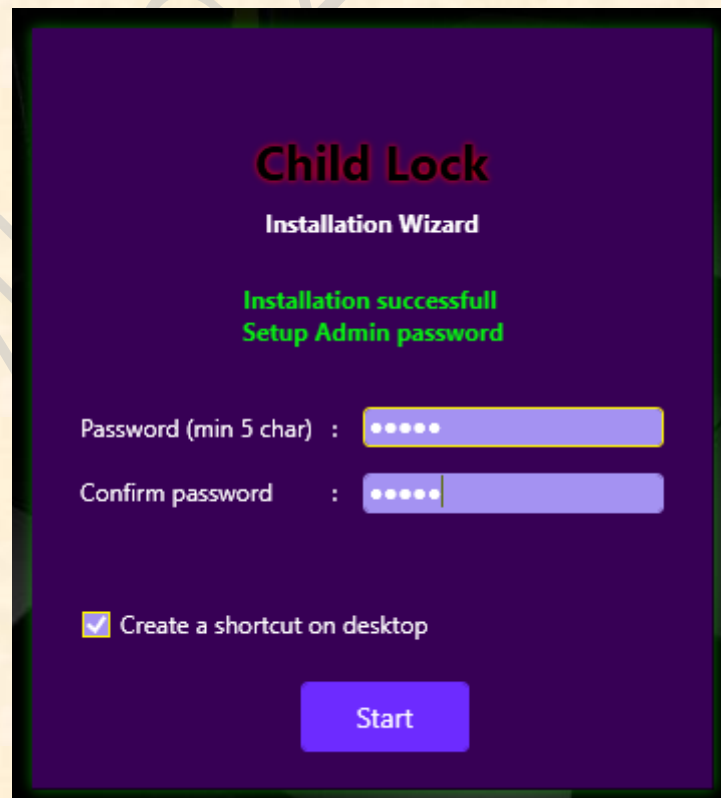 Child Lock
Installation Wizard
Installation successfull
Setup Admin password
Password (min 5 char) : •••••
Confirm password : •••••
Create a shortcut on desktop
Start